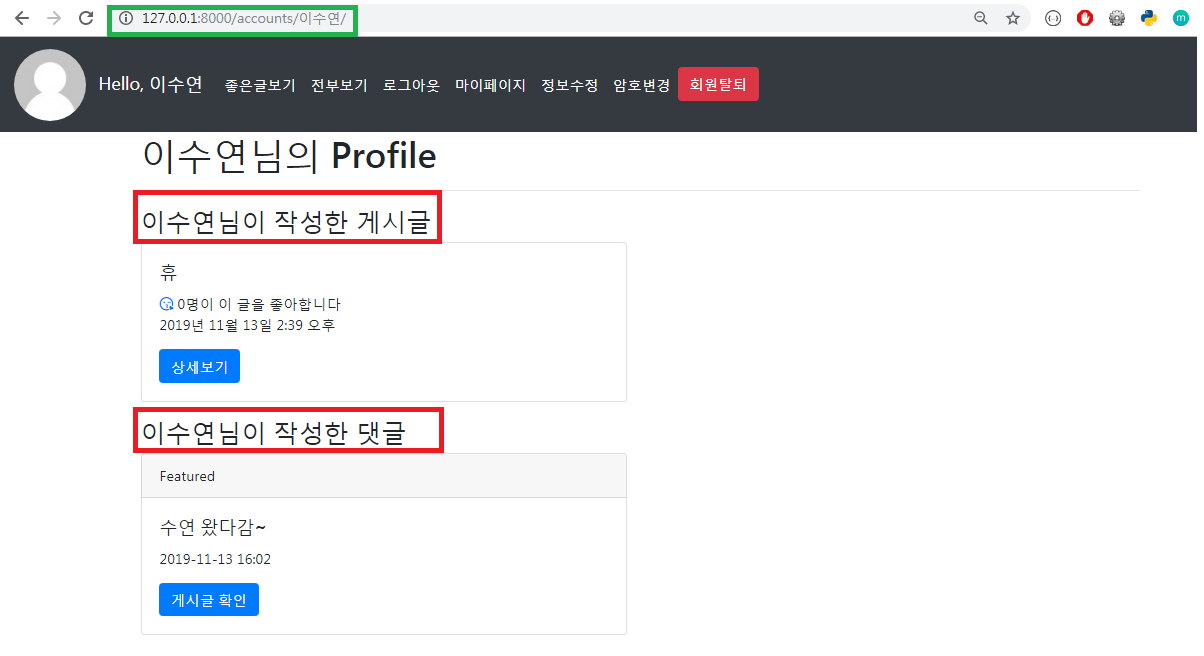 127.0.0.1:8000/accounts/이수연/
m
Hello, 이수연 좋은글보기 전부보기 로그아웃 마이페이지 정보수정 암호변경 회원탈퇴
이수연님의 Profile
이수연님이 작성한 게시글
휴
0명이 이 글을 좋아합니다
2019년 11월 13일 2:39 오후
상세보기
이수연님이 작성한 댓글
Featured
수연 왔다감~
2019-11-13 16:02
게시글 확인